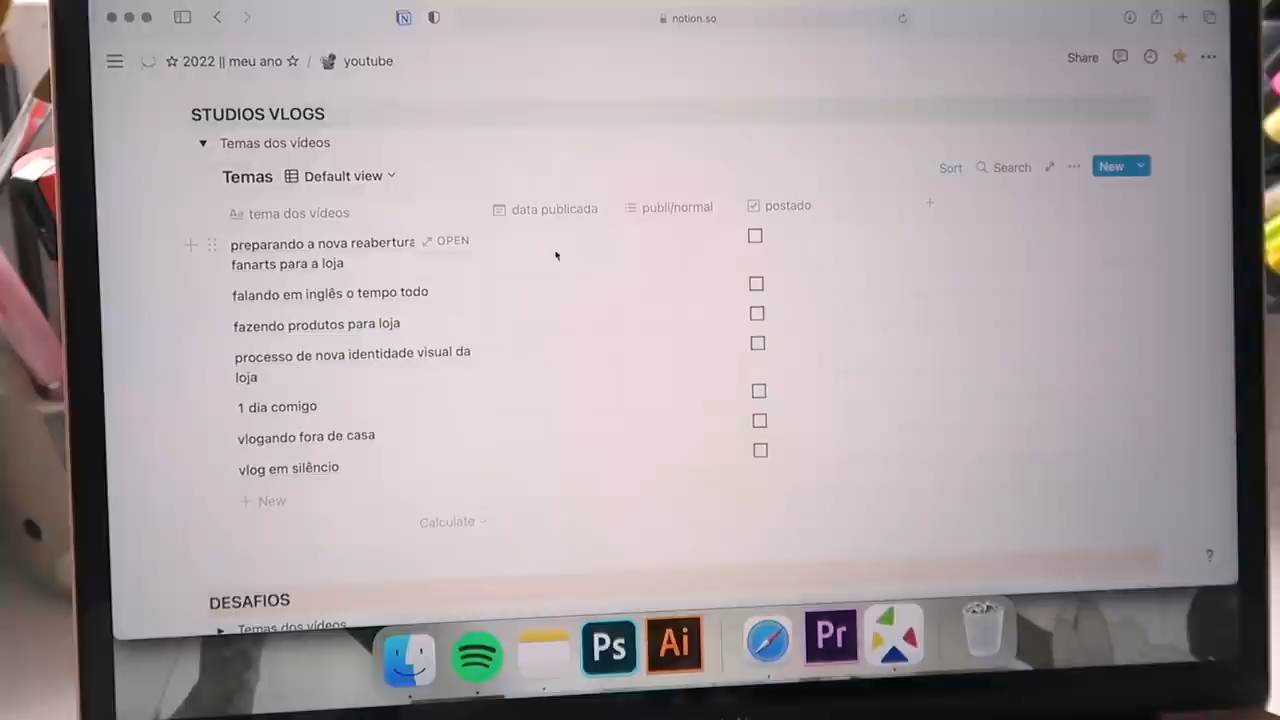 notion.so
☆ 2022 || meu ano ☆ / youtube
Share
STUDIOS VLOGS
Temas dos vídeos
Temas Default view
Sort Search New
Aa tema dos vídeos data publicada publi/normal postado
preparando a nova reabertura OPEN
fanarts para a loja
falando em inglês o tempo todo
fazendo produtos para loja
processo de nova identidade visual da
loja
1 dia comigo
vlogando fora de casa
vlog em silêncio
+ New
Calculate
?
DESAFIOS
Temas dos vídeos
Ps Ai Pr